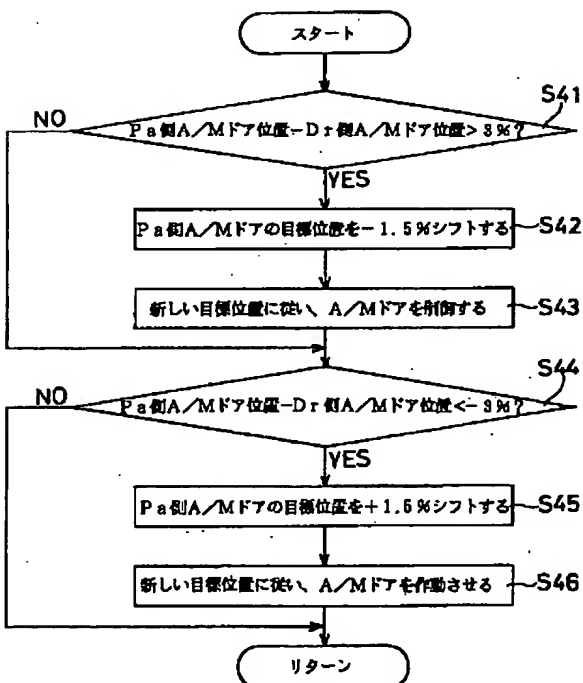 スタート
S41
NO
Pa側A/Mドア位置-Dr側A/Mドア位置>3%?
YES
Pa側A/Mドアの目標位置を-1.5%シフトする
S42
新しい目標位置に従い、A/Mドアを制御する
S43
S44
NO
Pa側A/Mドア位置-Dr側A/Mドア位置<-3%?
YES
Pa側A/Mドアの目標位置を+1.5%シフトする
S45
新しい目標位置に従い、A/Mドアを作動させる
S46
リターン